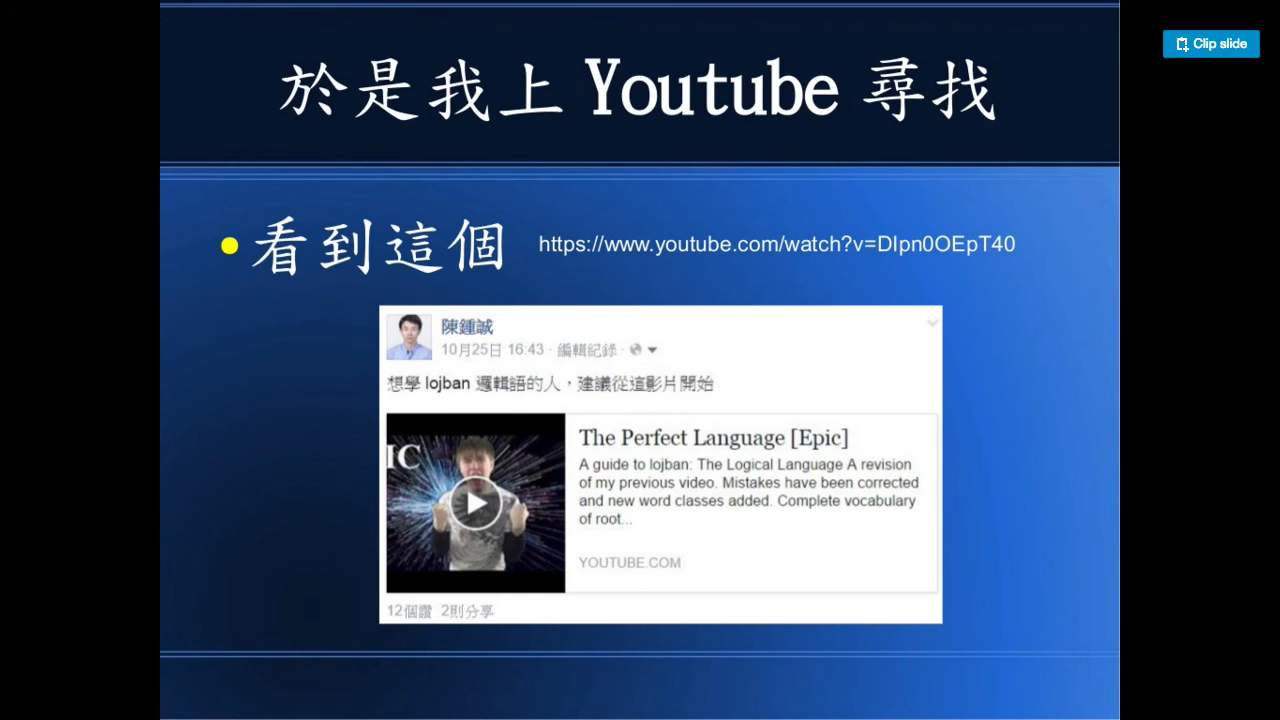 Clip slide
於是我上 Youtube 尋找
看到這個 https://www.youtube.com/watch?v=DIpn0OEpT40
陳鍾誠
10月25日 16:43 · 編輯紀錄 ·
想學 lojban 邏輯語的人，建議從這影片開始
IC
The Perfect Language [Epic]
A guide to lojban: The Logical Language A revision
of my previous video. Mistakes have been corrected
and new word classes added. Complete vocabulary
of root...
YOUTUBE.COM
12個讚 2則分享